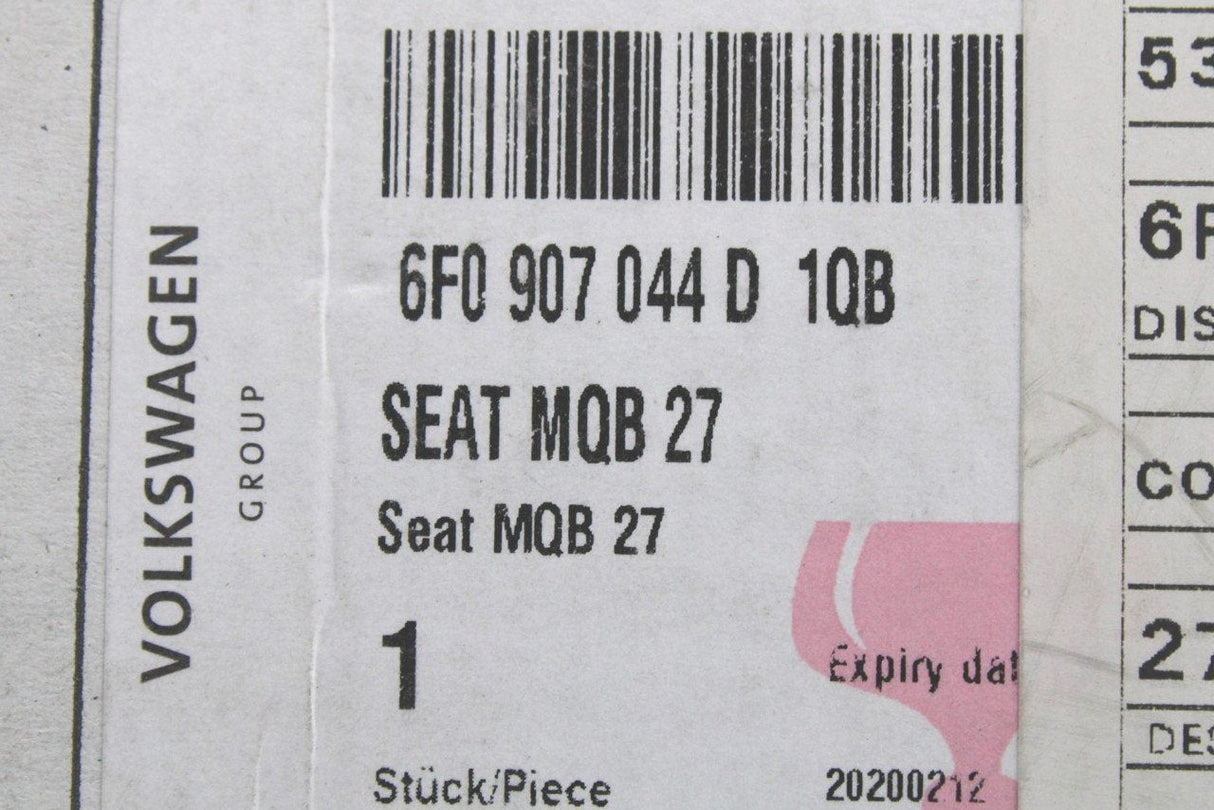 VOLKSWAGEN
GROUP
6F0 907 044 D 1QB
SEAT MQB 27
Seat MQB 27
1
Expiry dat
Stück/Piece
20200212
53
6F
DIS
CO
27
DES